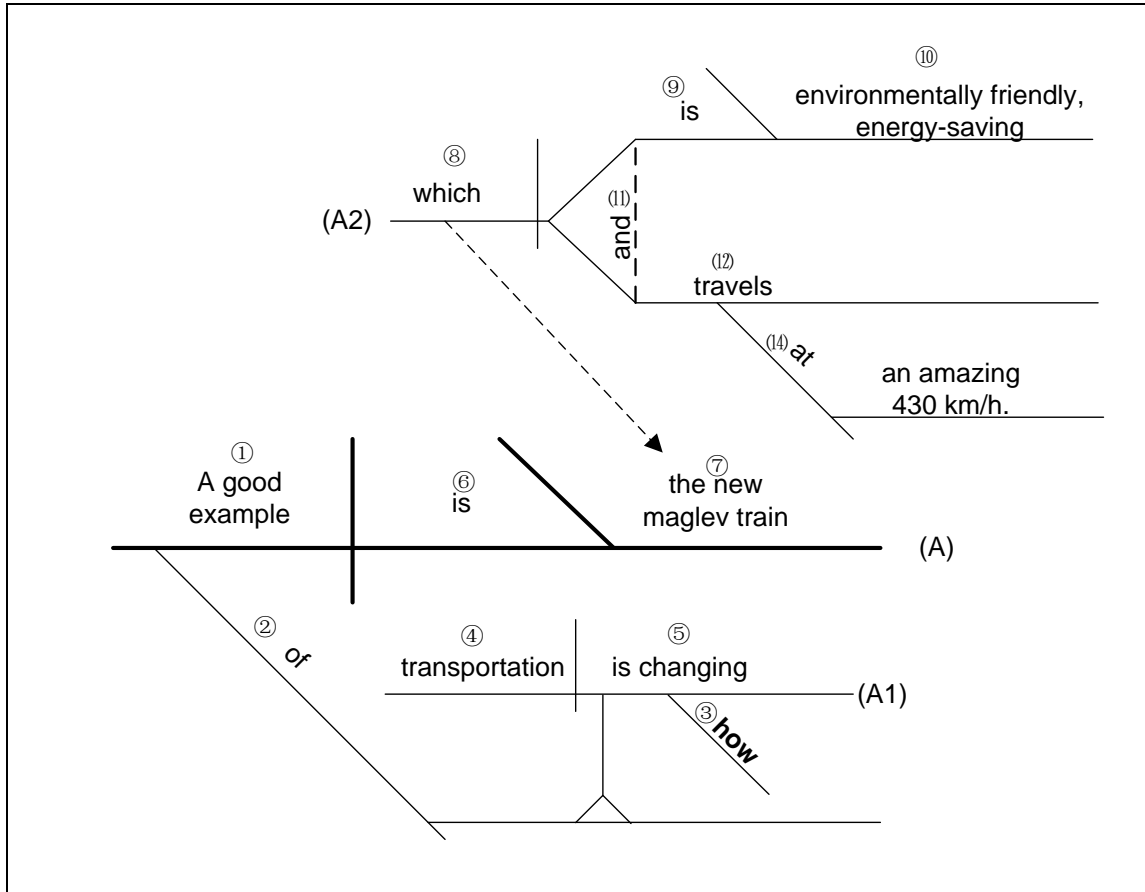 ⑩
⑨
environmentally friendly,
is
energy-saving
⑧
which
(A2)
⑾
and
⑿
travels
⒁ at
an amazing
430 km/h.
①
A good
example
⑥
is
⑦
the new
maglev train
(A)
② of
④
transportation
⑤
is changing
(A1)
③ how